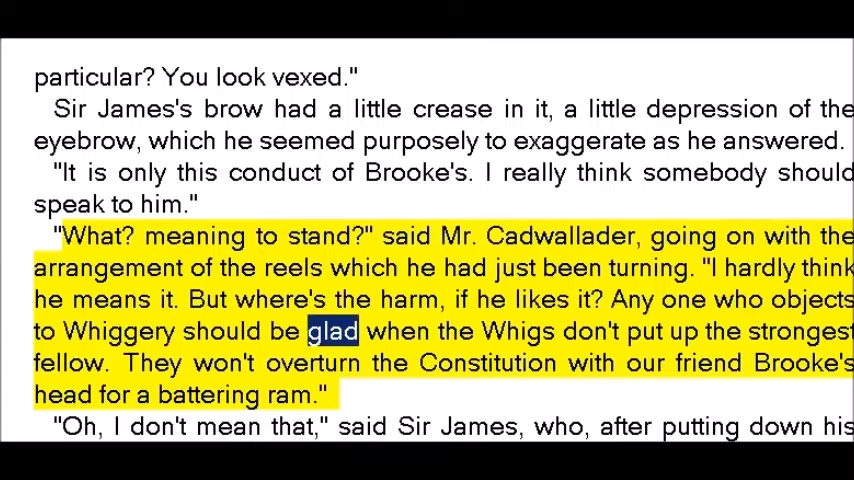 particular? You look vexed."
Sir James's brow had a little crease in it, a little depression of the
eyebrow, which he seemed purposely to exaggerate as he answered.
"It is only this conduct of Brooke's. I really think somebody should
speak to him."
"What? meaning to stand?" said Mr. Cadwallader, going on with the
arrangement of the reels which he had just been turning. "I hardly think
he means it. But where's the harm, if he likes it? Any one who objects
to Whiggery should be glad when the Whigs don't put up the strongest
fellow. They won't overturn the Constitution with our friend Brooke's
head for a battering ram."
"Oh, I don't mean that," said Sir James, who, after putting down his